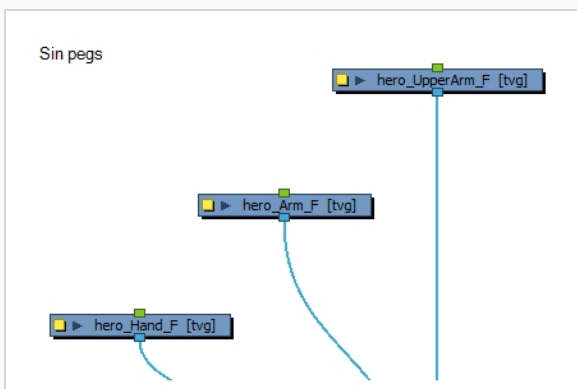 Sin pegs
hero_UpperArm_F [tvg]
hero_Arm_F [tvg]
hero_Hand_F [tvg]